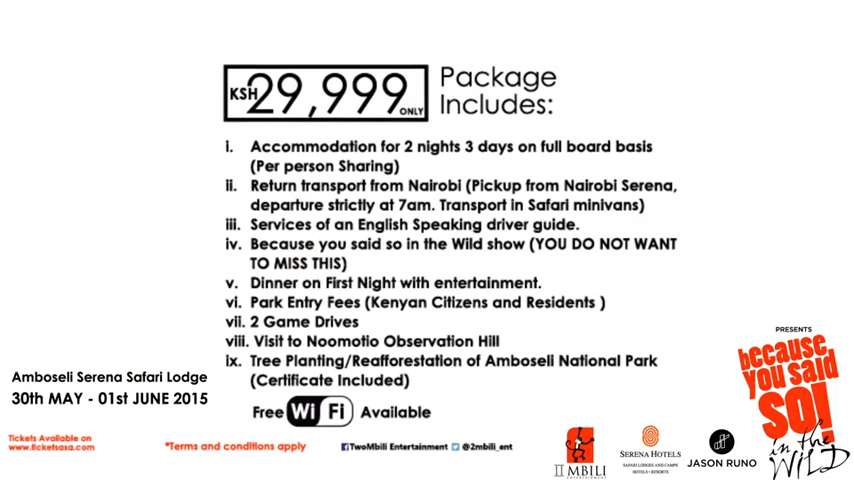 KSH 29,999 ONLY
Package
Includes:
i. Accommodation for 2 nights 3 days on full board basis
(Per person Sharing)
ii. Return transport from Nairobi (Pickup from Nairobi Serena,
departure strictly at 7am. Transport in Safari minivans)
iii. Services of an English Speaking driver guide.
iv. Because you said so in the Wild show (YOU DO NOT WANT
TO MISS THIS)
v. Dinner on First Night with entertainment.
vi. Park Entry Fees (Kenyan Citizens and Residents )
vii. 2 Game Drives
viii. Visit to Noomotio Observation Hill
ix. Tree Planting/Reafforestation of Amboseli National Park
(Certificate Included)
Free Wi Fi Available
Amboseli Serena Safari Lodge
30th MAY - 01st JUNE 2015
Tickets Available on
www.ticketsasa.com
*Terms and conditions apply
TwoMbili Entertainment @2mbili_ent
II MBILI
ENTERTAINMENT
SERENA HOTELS
SAFARI LODGES AND CAMPS
HOTELS • RESORTS
JASON RUNO
PRESENTS
because
you said
so!
in the
WILD